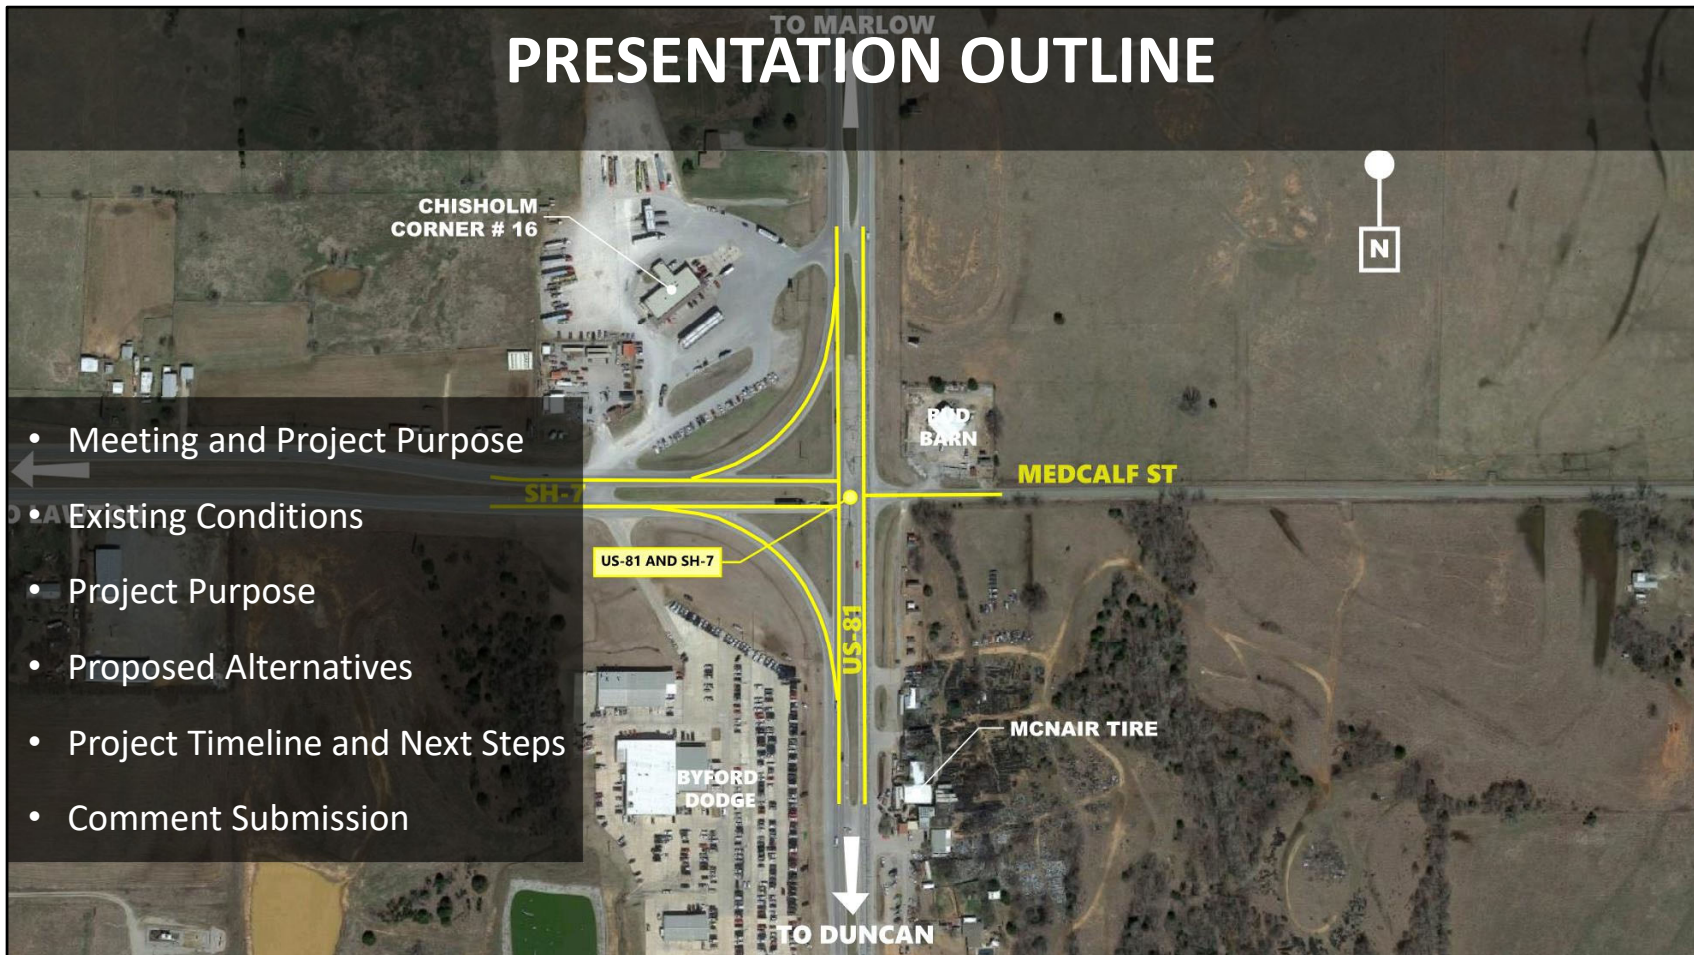 TO MARLOW
PRESENTATION OUTLINE
N
CHISHOLM
CORNER # 16
BUD
BARN
MEDCALF ST
SH-7
US-81 AND SH-7
US-81
MCNAIR TIRE
BYFORD
DODGE
TO DUNCAN
• Meeting and Project Purpose
• Existing Conditions
• Project Purpose
• Proposed Alternatives
• Project Timeline and Next Steps
• Comment Submission